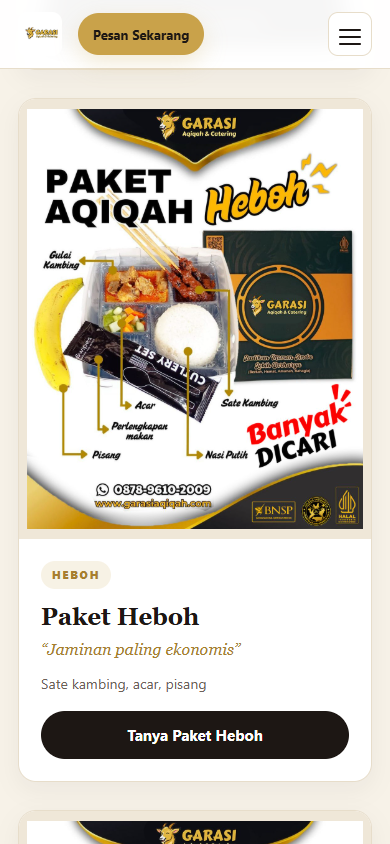 GARASI
Aqiqah & Catering
Pesan Sekarang
GARASI
Aqiqah & Catering
PAKET
AQIQAH Heboh
Gulai
Kambing
GARASI
Aqiqah & Catering
CUTLERY SET
Sate Kambing
Acar
Perlengkapan
makan
Banyak
DICARI
Pisang
Nasi Putih
0878-9610-2009
www.garasiaqiqah.com
BNSP
HALAL
HEBOH
Paket Heboh
“Jaminan paling ekonomis”
Sate kambing, acar, pisang
Tanya Paket Heboh
GARASI